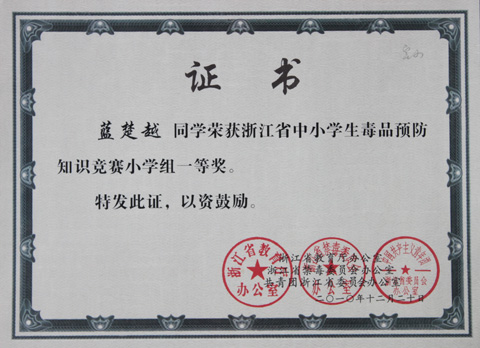 证 书
蓝楚越 同学荣获浙江省中小学生毒品预防
知识竞赛小学组一等奖。
特发此证，以资鼓励。
浙江省教育厅办公室
浙江省禁毒委员会办公室
共青团浙江省委员会办公室
二〇一〇年十二月二十日